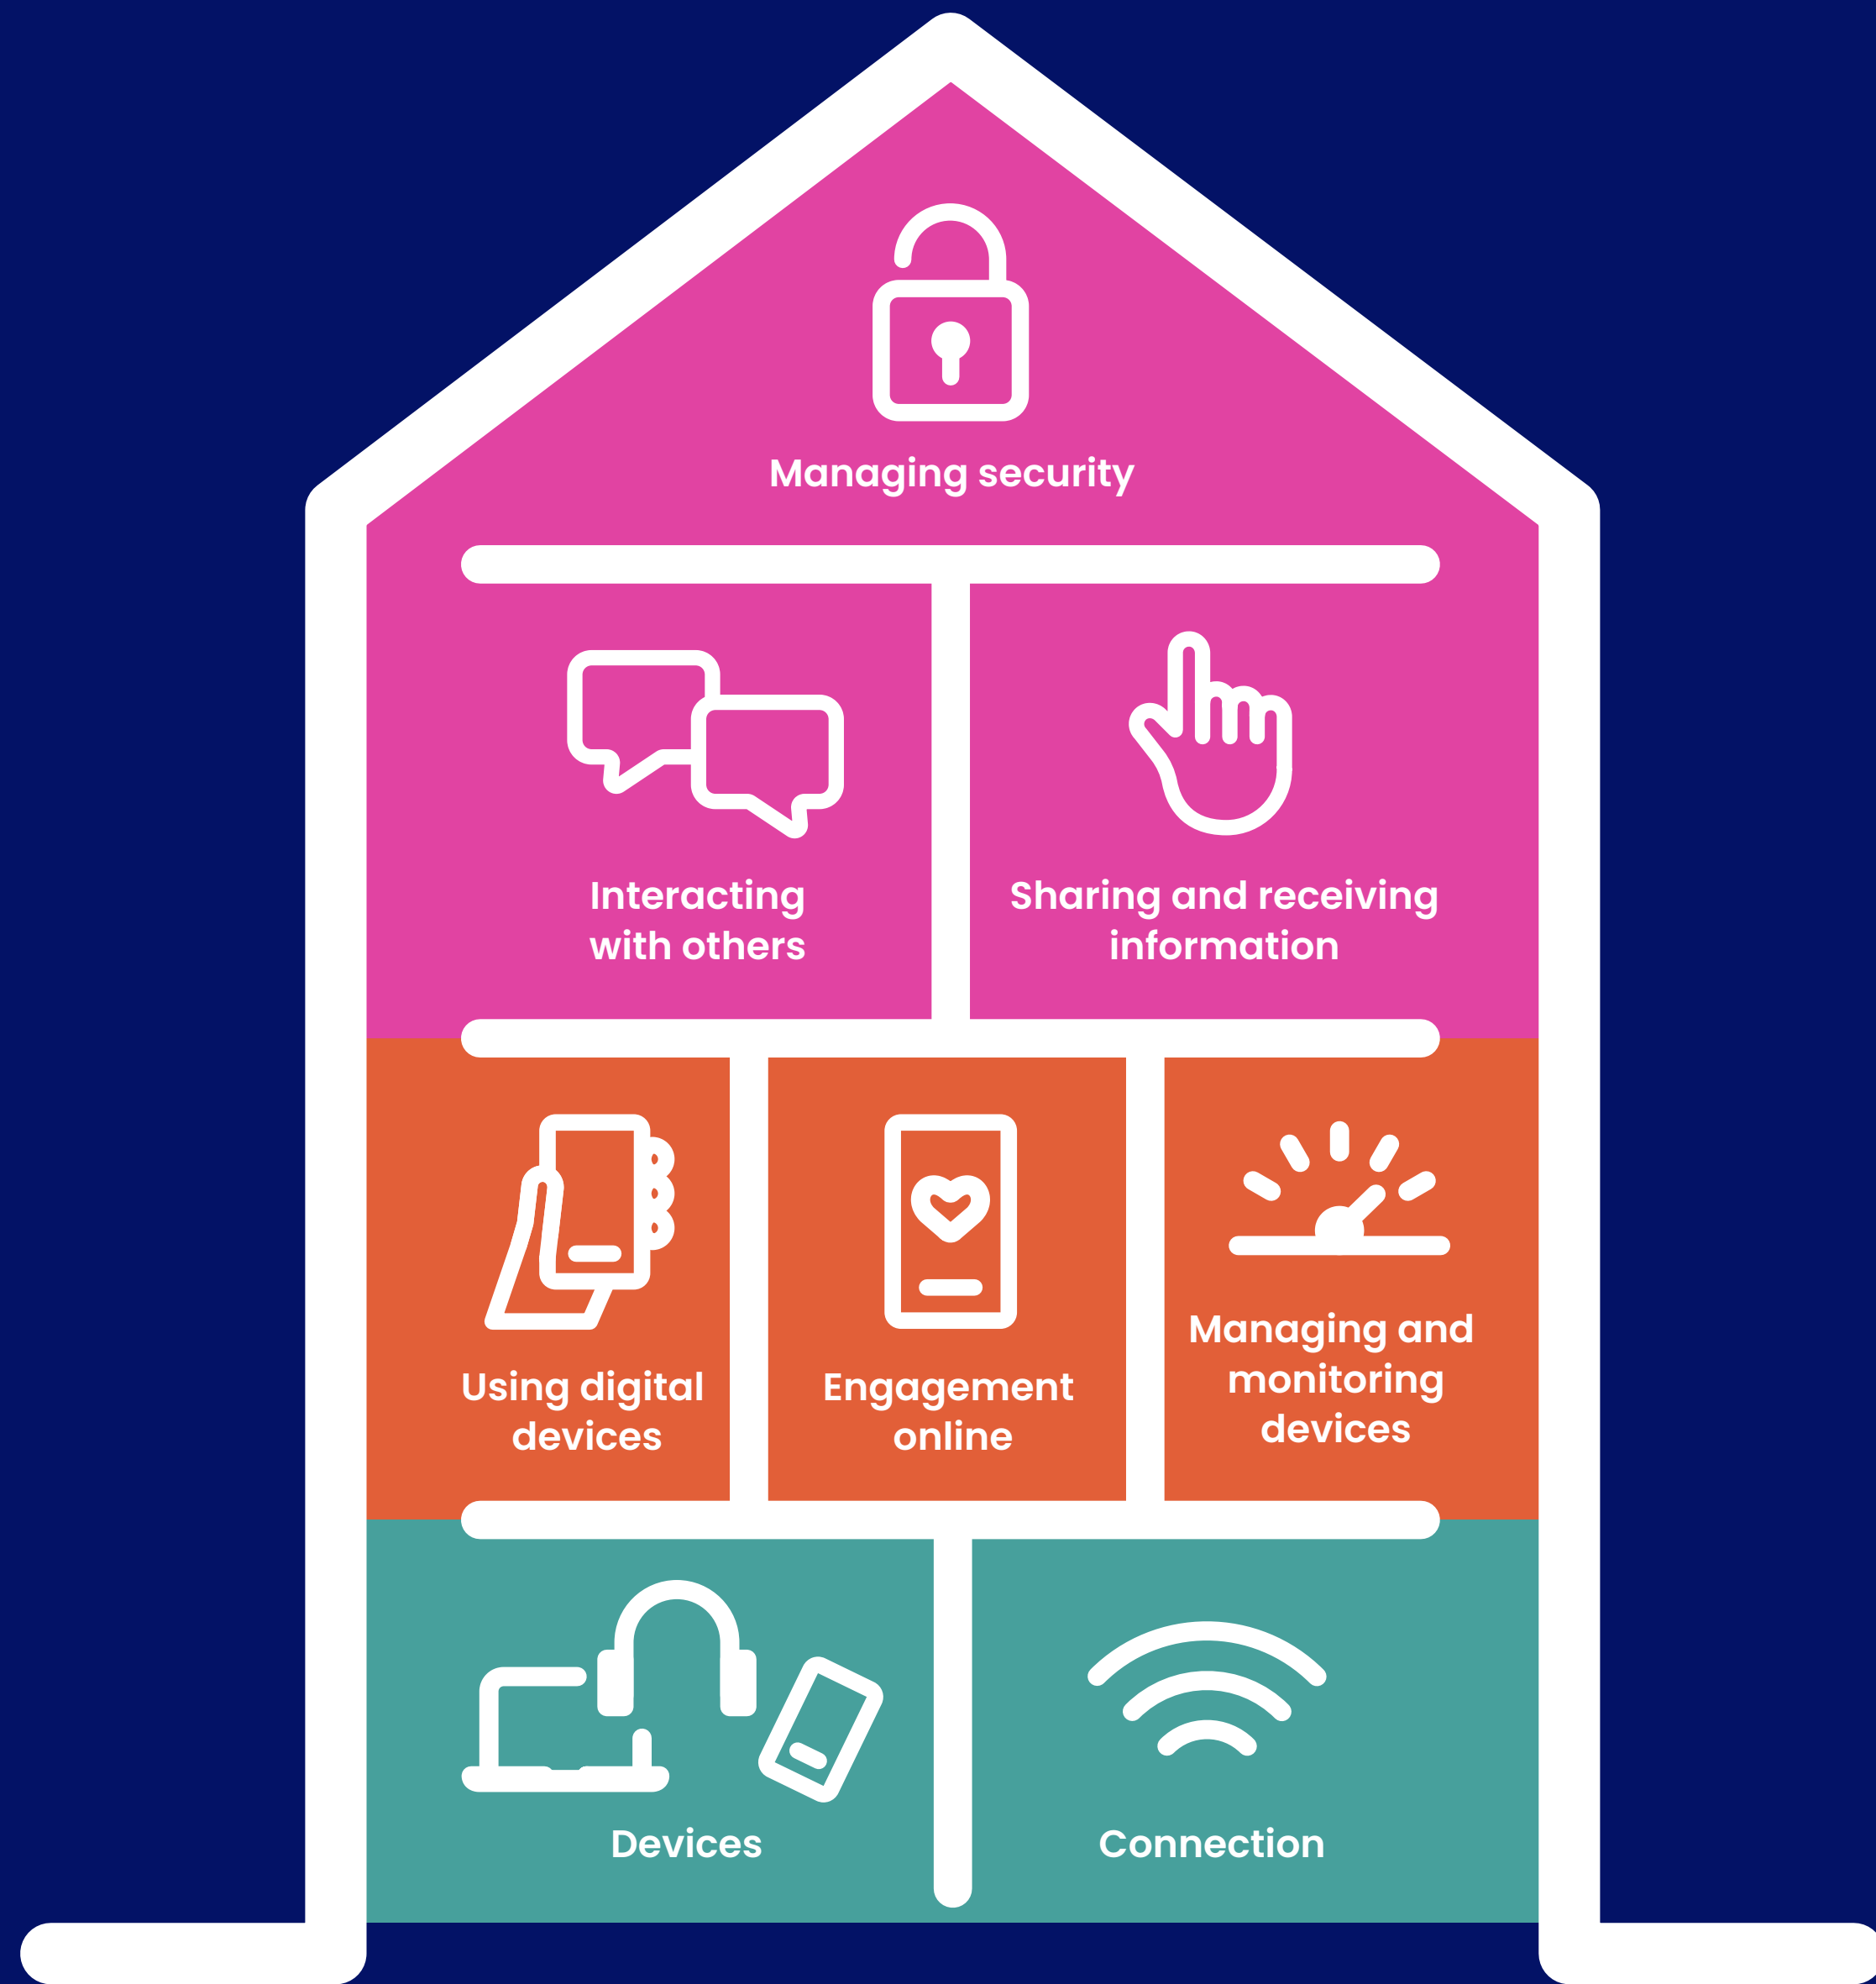 Managing security
Interacting
with others
Sharing and receiving
information
Using digital
devices
Engagement
online
Managing and
monitoring
devices
Devices
Connection